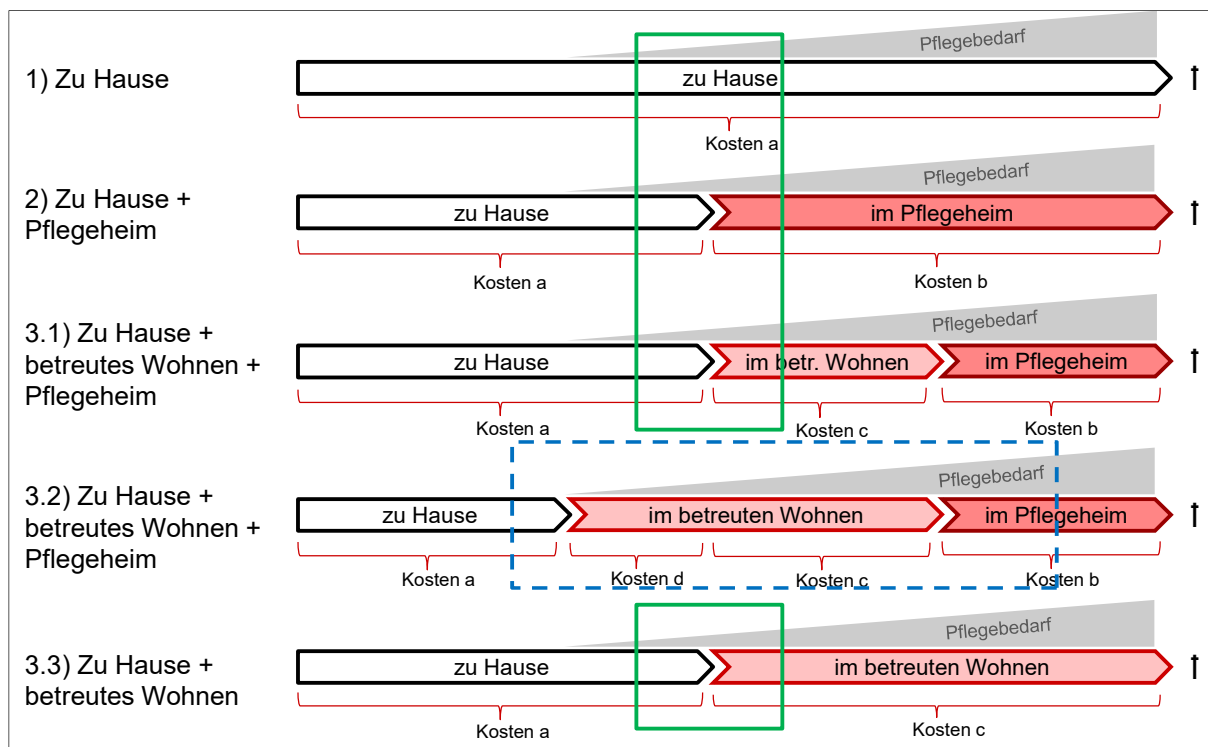 Pflegebedarf
1) Zu Hause
zu Hause
†
Kosten a
Pflegebedarf
2) Zu Hause +
Pflegeheim
zu Hause
im Pflegeheim
†
Kosten a
Kosten b
Pflegebedarf
3.1) Zu Hause +
betreutes Wohnen +
Pflegeheim
zu Hause
im betr. Wohnen
im Pflegeheim
†
Kosten a
Kosten c
Kosten b
Pflegebedarf
3.2) Zu Hause +
betreutes Wohnen +
Pflegeheim
zu Hause
im betreuten Wohnen
im Pflegeheim
†
Kosten a
Kosten d
Kosten c
Kosten b
Pflegebedarf
3.3) Zu Hause +
betreutes Wohnen
zu Hause
im betreuten Wohnen
†
Kosten a
Kosten c